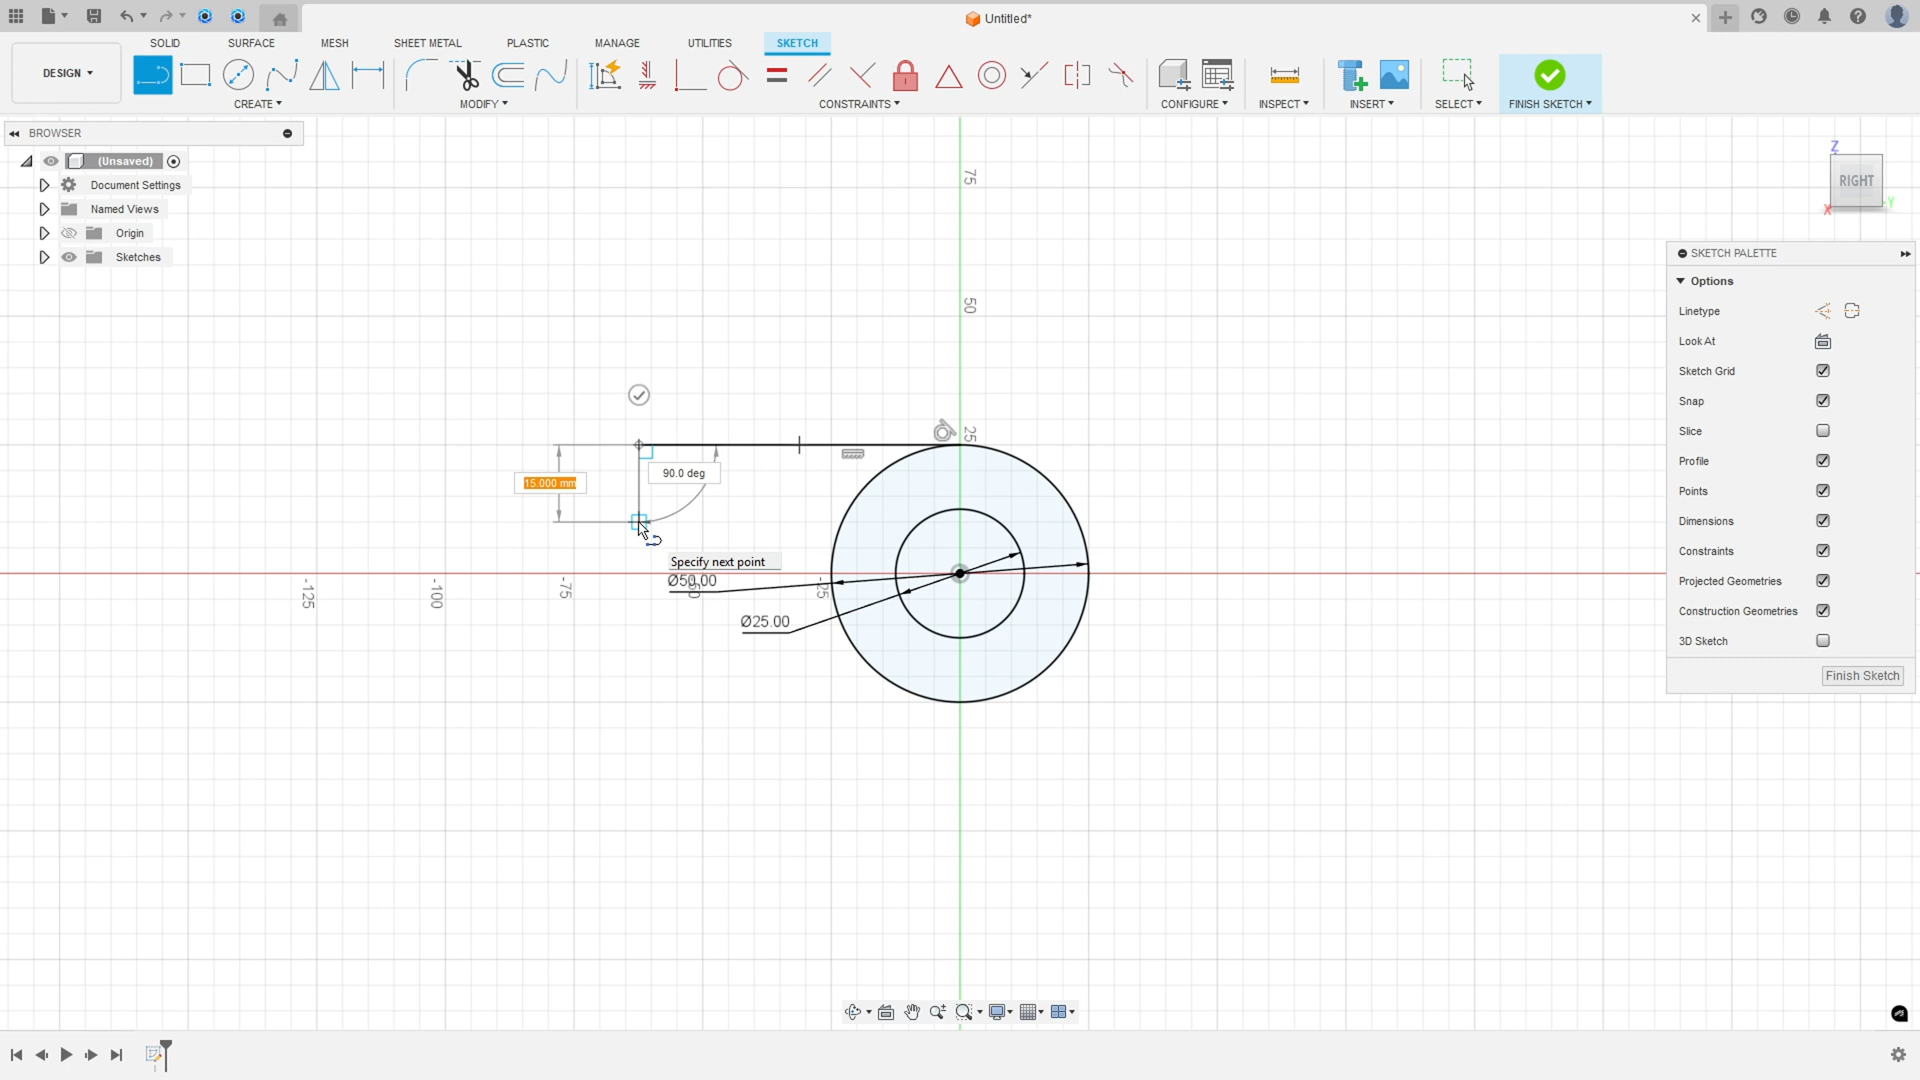 Untitled*
SOLID
SURFACE
MESH
SHEET METAL
PLASTIC
MANAGE
UTILITIES
SKETCH
DESIGN
CREATE
MODIFY
CONSTRAINTS
CONFIGURE
INSPECT
INSERT
SELECT
FINISH SKETCH
BROWSER
(Unsaved)
Document Settings
Named Views
Origin
Sketches
Z
RIGHT
X
Y
SKETCH PALETTE
Options
Linetype
Look At
Sketch Grid
Snap
Slice
Profile
Points
Dimensions
Constraints
Projected Geometries
Construction Geometries
3D Sketch
Finish Sketch
75
50
25
15.000 mm
90.0 deg
Specify next point
Ø50.00
Ø25.00
-125
-100
-75
-50
-25